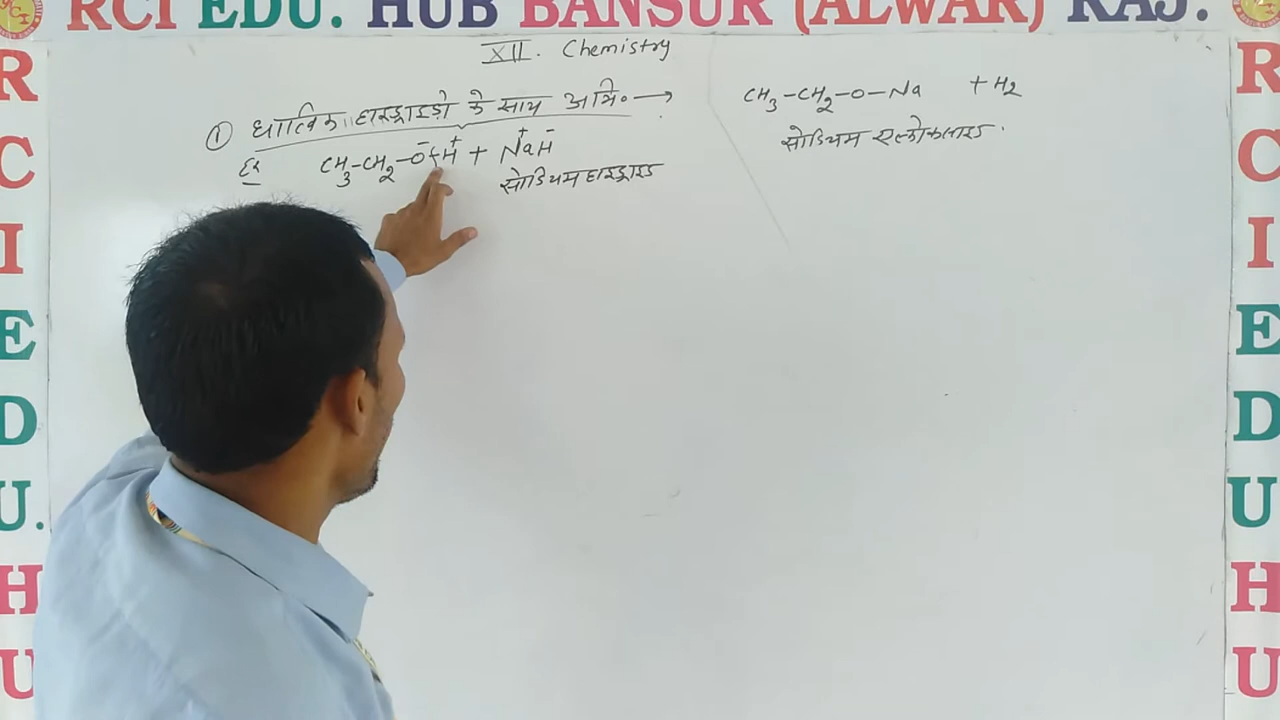 RCI EDU. HUB BANSUR (ALWAR) RAJ.
XII. Chemistry
① धात्विक हाइड्राइडो के साथ अभि० →
Ex CH3-CH2-O-H + NaH
सोडियम हाइड्राइड
CH3-CH2-O-Na + H2
सोडियम एल्कोक्साइड.
R
C
I
E
D
U.
H
U
R
C
I
E
D
U
H
U